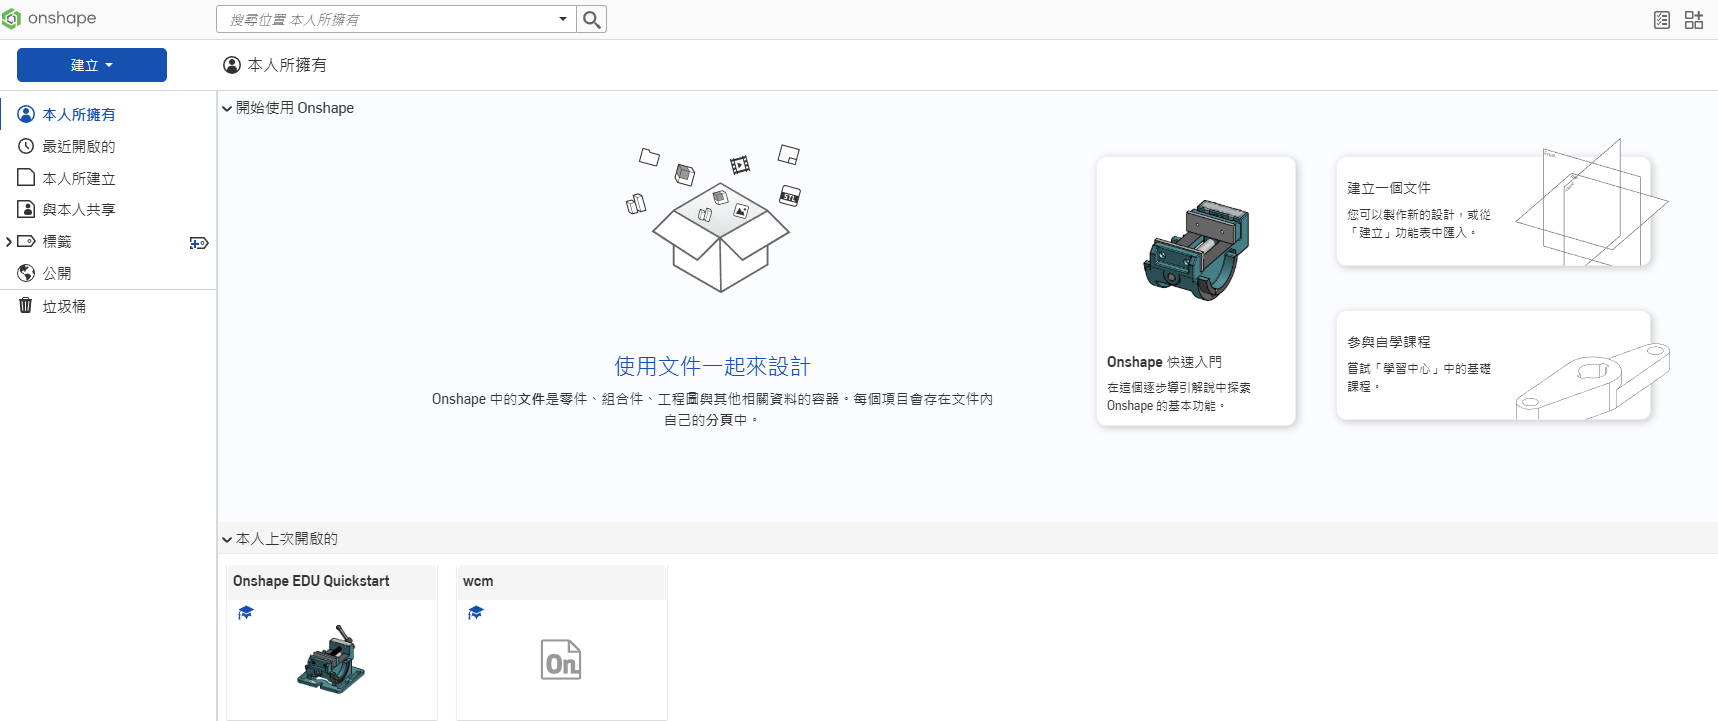 onshape
搜尋位置 本人所擁有
建立
本人所擁有
本人所擁有
最近開啟的
本人所建立
與本人共享
標籤
公開
垃圾桶
開始使用 Onshape
STL
使用文件一起來設計
Onshape 中的文件是零件、組合件、工程圖與其他相關資料的容器。每個項目會存在文件內
自己的分頁中。
Onshape 快速入門
在這個逐步導引解說中探索
Onshape 的基本功能。
建立一個文件
您可以製作新的設計，或從
「建立」功能表中匯入。
參與自學課程
嘗試「學習中心」中的基礎
課程。
本人上次開啟的
Onshape EDU Quickstart
wcm
On